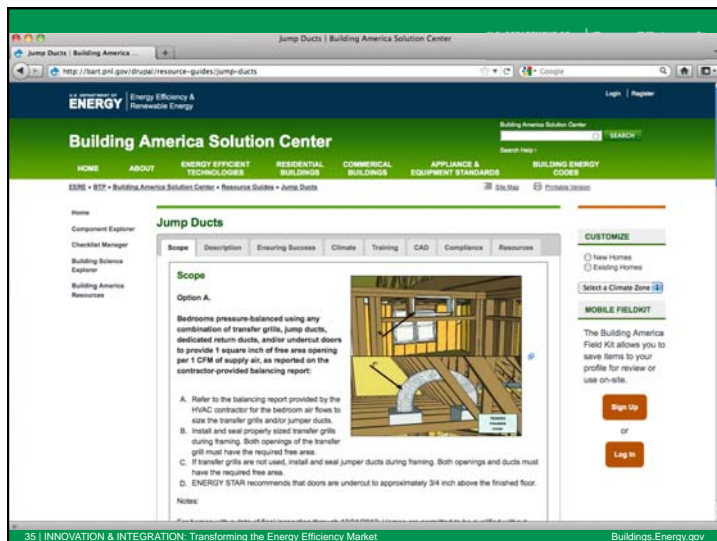 Jump Ducts | Building America Solution Center
Jump Ducts | Building America ...
http://bart.pnl.gov/drupal/resource-guides/jump-ducts
Google
U.S. DEPARTMENT OF
ENERGY
Energy Efficiency &
Renewable Energy
Login | Register
Building America Solution Center
Building America Solution Center
SEARCH
Search Help
HOME
ABOUT
ENERGY EFFICIENT
TECHNOLOGIES
RESIDENTIAL
BUILDINGS
COMMERICAL
BUILDINGS
APPLIANCE &
EQUIPMENT STANDARDS
BUILDING ENERGY
CODES
EERE • BTP • Building America Solution Center • Resource Guides • Jump Ducts
Site Map
Printable Version
Home
Component Explorer
Checklist Manager
Building Science
Explorer
Building America
Resources
Jump Ducts
Scope
Description
Ensuring Success
Climate
Training
CAD
Compliance
Resources
Scope
Option A.
Bedrooms pressure-balanced using any
combination of transfer grills, jump ducts,
dedicated return ducts, and/or undercut doors
to provide 1 square inch of free area opening
per 1 CFM of supply air, as reported on the
contractor-provided balancing report:
A. Refer to the balancing report provided by the
HVAC contractor for the bedroom air flows to
size the transfer grills and/or jumper ducts.
B. Install and seal properly sized transfer grills
during framing. Both openings of the transfer
grill must have the required free area.
C. If transfer grills are not used, install and seal jumper ducts during framing. Both openings and ducts must
have the required free area.
D. ENERGY STAR recommends that doors are undercut to approximately 3/4 inch above the finished floor.
Notes:
CUSTOMIZE
New Homes
Existing Homes
Select a Climate Zone
MOBILE FIELDKIT
The Building America
Field Kit allows you to
save items to your
profile for review or
use on-site.
Sign Up
or
Log In
35 | INNOVATION & INTEGRATION: Transforming the Energy Efficiency Market
Buildings.Energy.gov